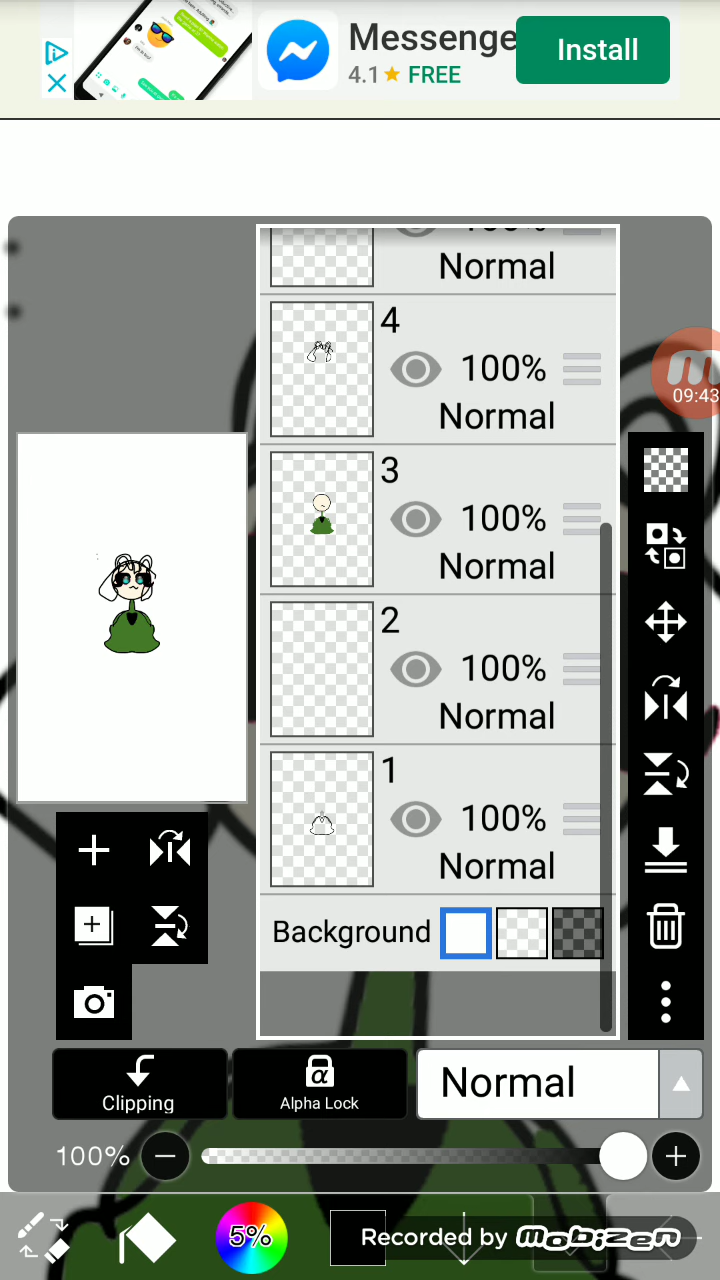 Messenge
4.1 FREE
Install
Normal
4
100%
Normal
09:43
3
100%
Normal
2
100%
Normal
1
100%
Normal
Background
Clipping
α
Alpha Lock
Normal
100%
5%
Recorded by mobizen